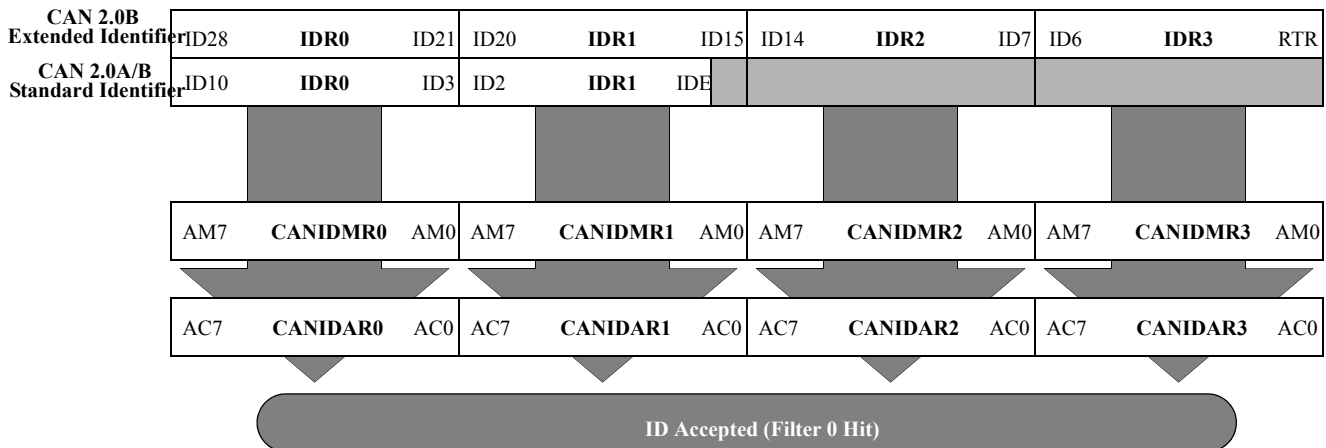 CAN 2.0B
Extended Identifier ID28 IDR0 ID21 ID20 IDR1 ID15 ID14 IDR2 ID7 ID6 IDR3 RTR
CAN 2.0A/B
Standard Identifier ID10 IDR0 ID3 ID2 IDR1 IDE
AM7 CANIDMR0 AM0 AM7 CANIDMR1 AM0 AM7 CANIDMR2 AM0 AM7 CANIDMR3 AM0
AC7 CANIDAR0 AC0 AC7 CANIDAR1 AC0 AC7 CANIDAR2 AC0 AC7 CANIDAR3 AC0
ID Accepted (Filter 0 Hit)